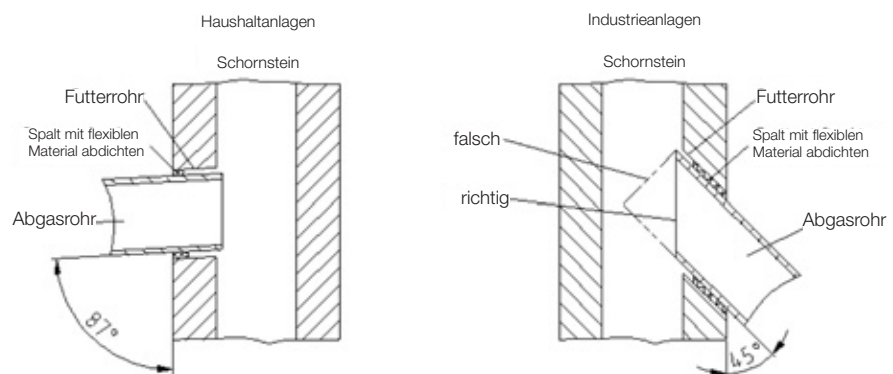 Haushaltanlagen
Schornstein
Futterrohr
Spalt mit flexiblen
Material abdichten
Abgasrohr
87°
Industrieanlagen
Schornstein
Futterrohr
falsch
Spalt mit flexiblen
Material abdichten
richtig
Abgasrohr
45°